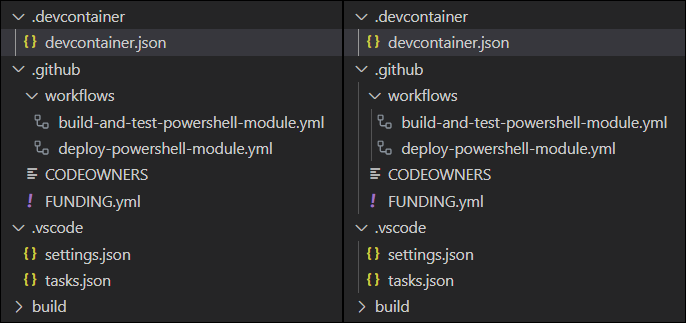 .devcontainer
devcontainer.json
.github
workflows
build-and-test-powershell-module.yml
deploy-powershell-module.yml
CODEOWNERS
FUNDING.yml
.vscode
settings.json
tasks.json
build
.devcontainer
devcontainer.json
.github
workflows
build-and-test-powershell-module.yml
deploy-powershell-module.yml
CODEOWNERS
FUNDING.yml
.vscode
settings.json
tasks.json
build